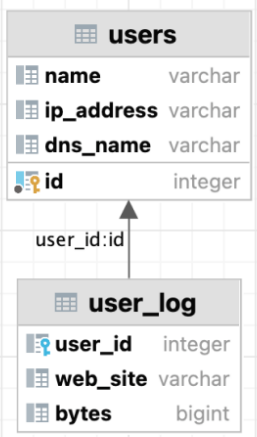 users
name varchar
ip_address varchar
dns_name varchar
id integer
user_id:id
user_log
user_id integer
web_site varchar
bytes bigint